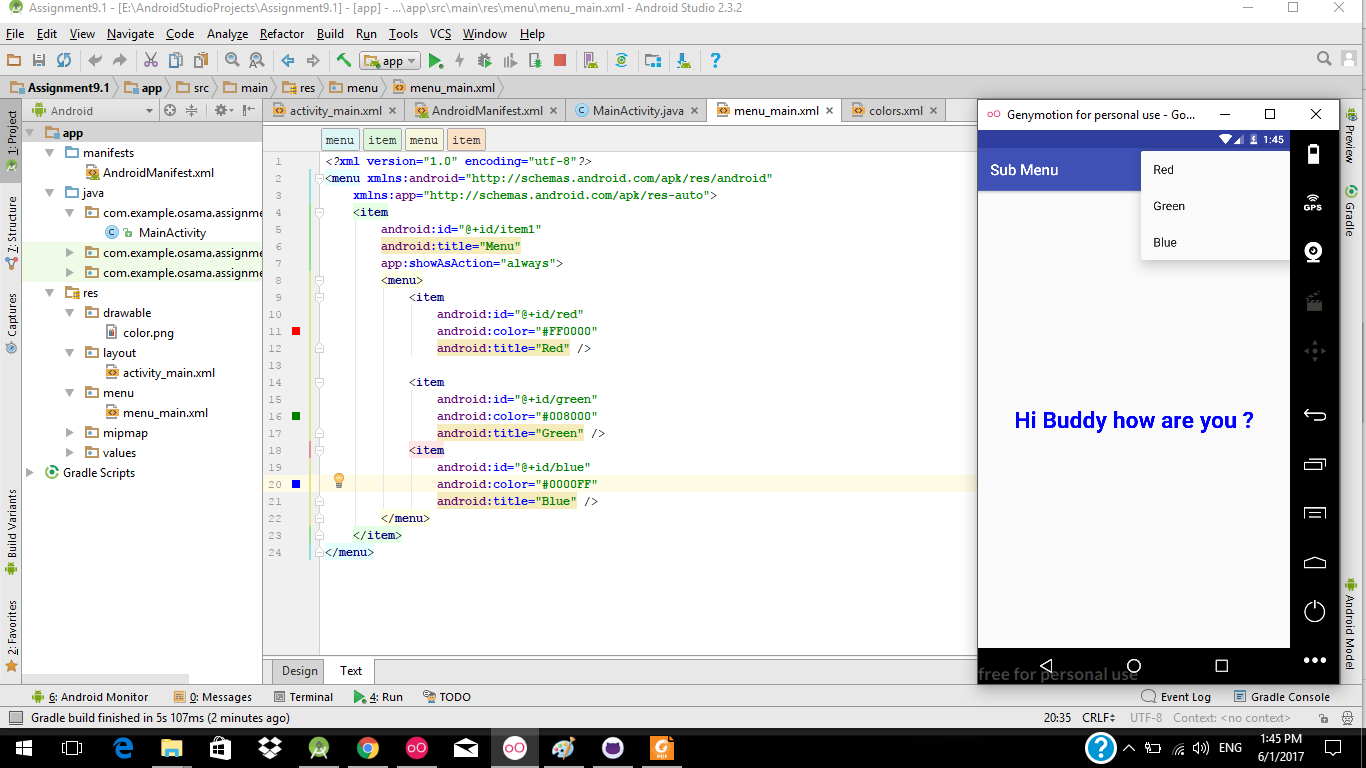 Assignment9.1 - [E:\AndroidStudioProjects\Assignment9.1] - [app] - ...\app\src\main\res\menu\menu_main.xml - Android Studio 2.3.2
File Edit View Navigate Code Analyze Refactor Build Run Tools VCS Window Help
app
Assignment9.1 app src main res menu menu_main.xml
Android
activity_main.xml AndroidManifest.xml MainActivity.java menu_main.xml colors.xml
1: Project
7: Structure
Captures
Build Variants
2: Favorites
app
manifests
AndroidManifest.xml
java
com.example.osama.assignme
MainActivity
com.example.osama.assignme
com.example.osama.assignme
res
drawable
color.png
layout
activity_main.xml
menu
menu_main.xml
mipmap
values
Gradle Scripts
menu item menu item
1 <?xml version="1.0" encoding="utf-8"?>
2 <menu xmlns:android="http://schemas.android.com/apk/res/android"
3 xmlns:app="http://schemas.android.com/apk/res-auto">
4 <item
5 android:id="@+id/item1"
6 android:title="Menu"
7 app:showAsAction="always">
8 <menu>
9 <item
10 android:id="@+id/red"
11 android:color="#FF0000"
12 android:title="Red" />
13
14 <item
15 android:id="@+id/green"
16 android:color="#008000"
17 android:title="Green" />
18 <item
19 android:id="@+id/blue"
20 android:color="#0000FF"
21 android:title="Blue" />
22 </menu>
23 </item>
24 </menu>
Design Text
Genymotion for personal use - Go...
1:45
Sub Menu
Red
Green
Blue
GPS
Hi Buddy how are you ?
free for personal use
Preview
Gradle
Android Model
6: Android Monitor 0: Messages Terminal 4: Run TODO Event Log Gradle Console
Gradle build finished in 5s 107ms (2 minutes ago) 20:35 CRLF UTF-8 Context: <no context>
PDF
ENG
1:45 PM
6/1/2017